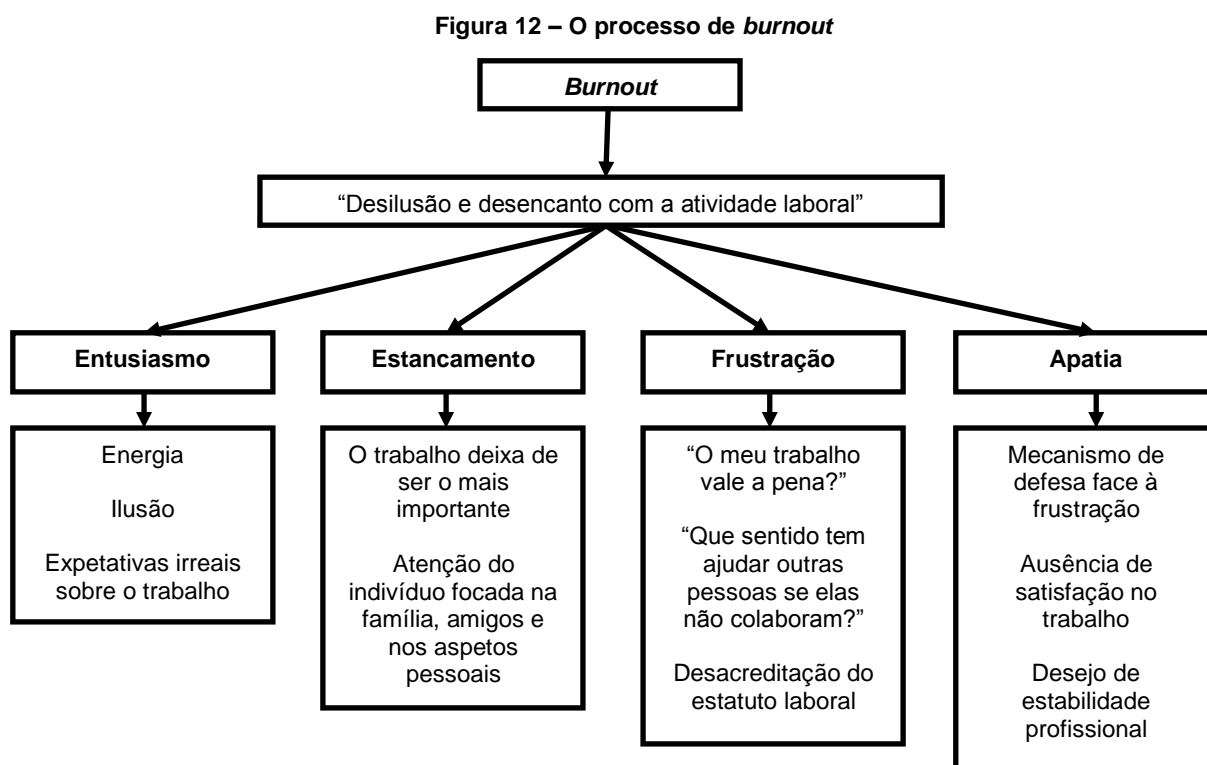 Figura 12 – O processo de burnout
Burnout
“Desilusão e desencanto com a atividade laboral”
Entusiasmo
Energia
Ilusão
Expetativas irreais
sobre o trabalho
Estancamento
O trabalho deixa de
ser o mais
importante
Atenção do
indivíduo focada na
família, amigos e
nos aspetos
pessoais
Frustração
“O meu trabalho
vale a pena?”
“Que sentido tem
ajudar outras
pessoas se elas
não colaboram?”
Desacreditação do
estatuto laboral
Apatia
Mecanismo de
defesa face à
frustração
Ausência de
satisfação no
trabalho
Desejo de
estabilidade
profissional